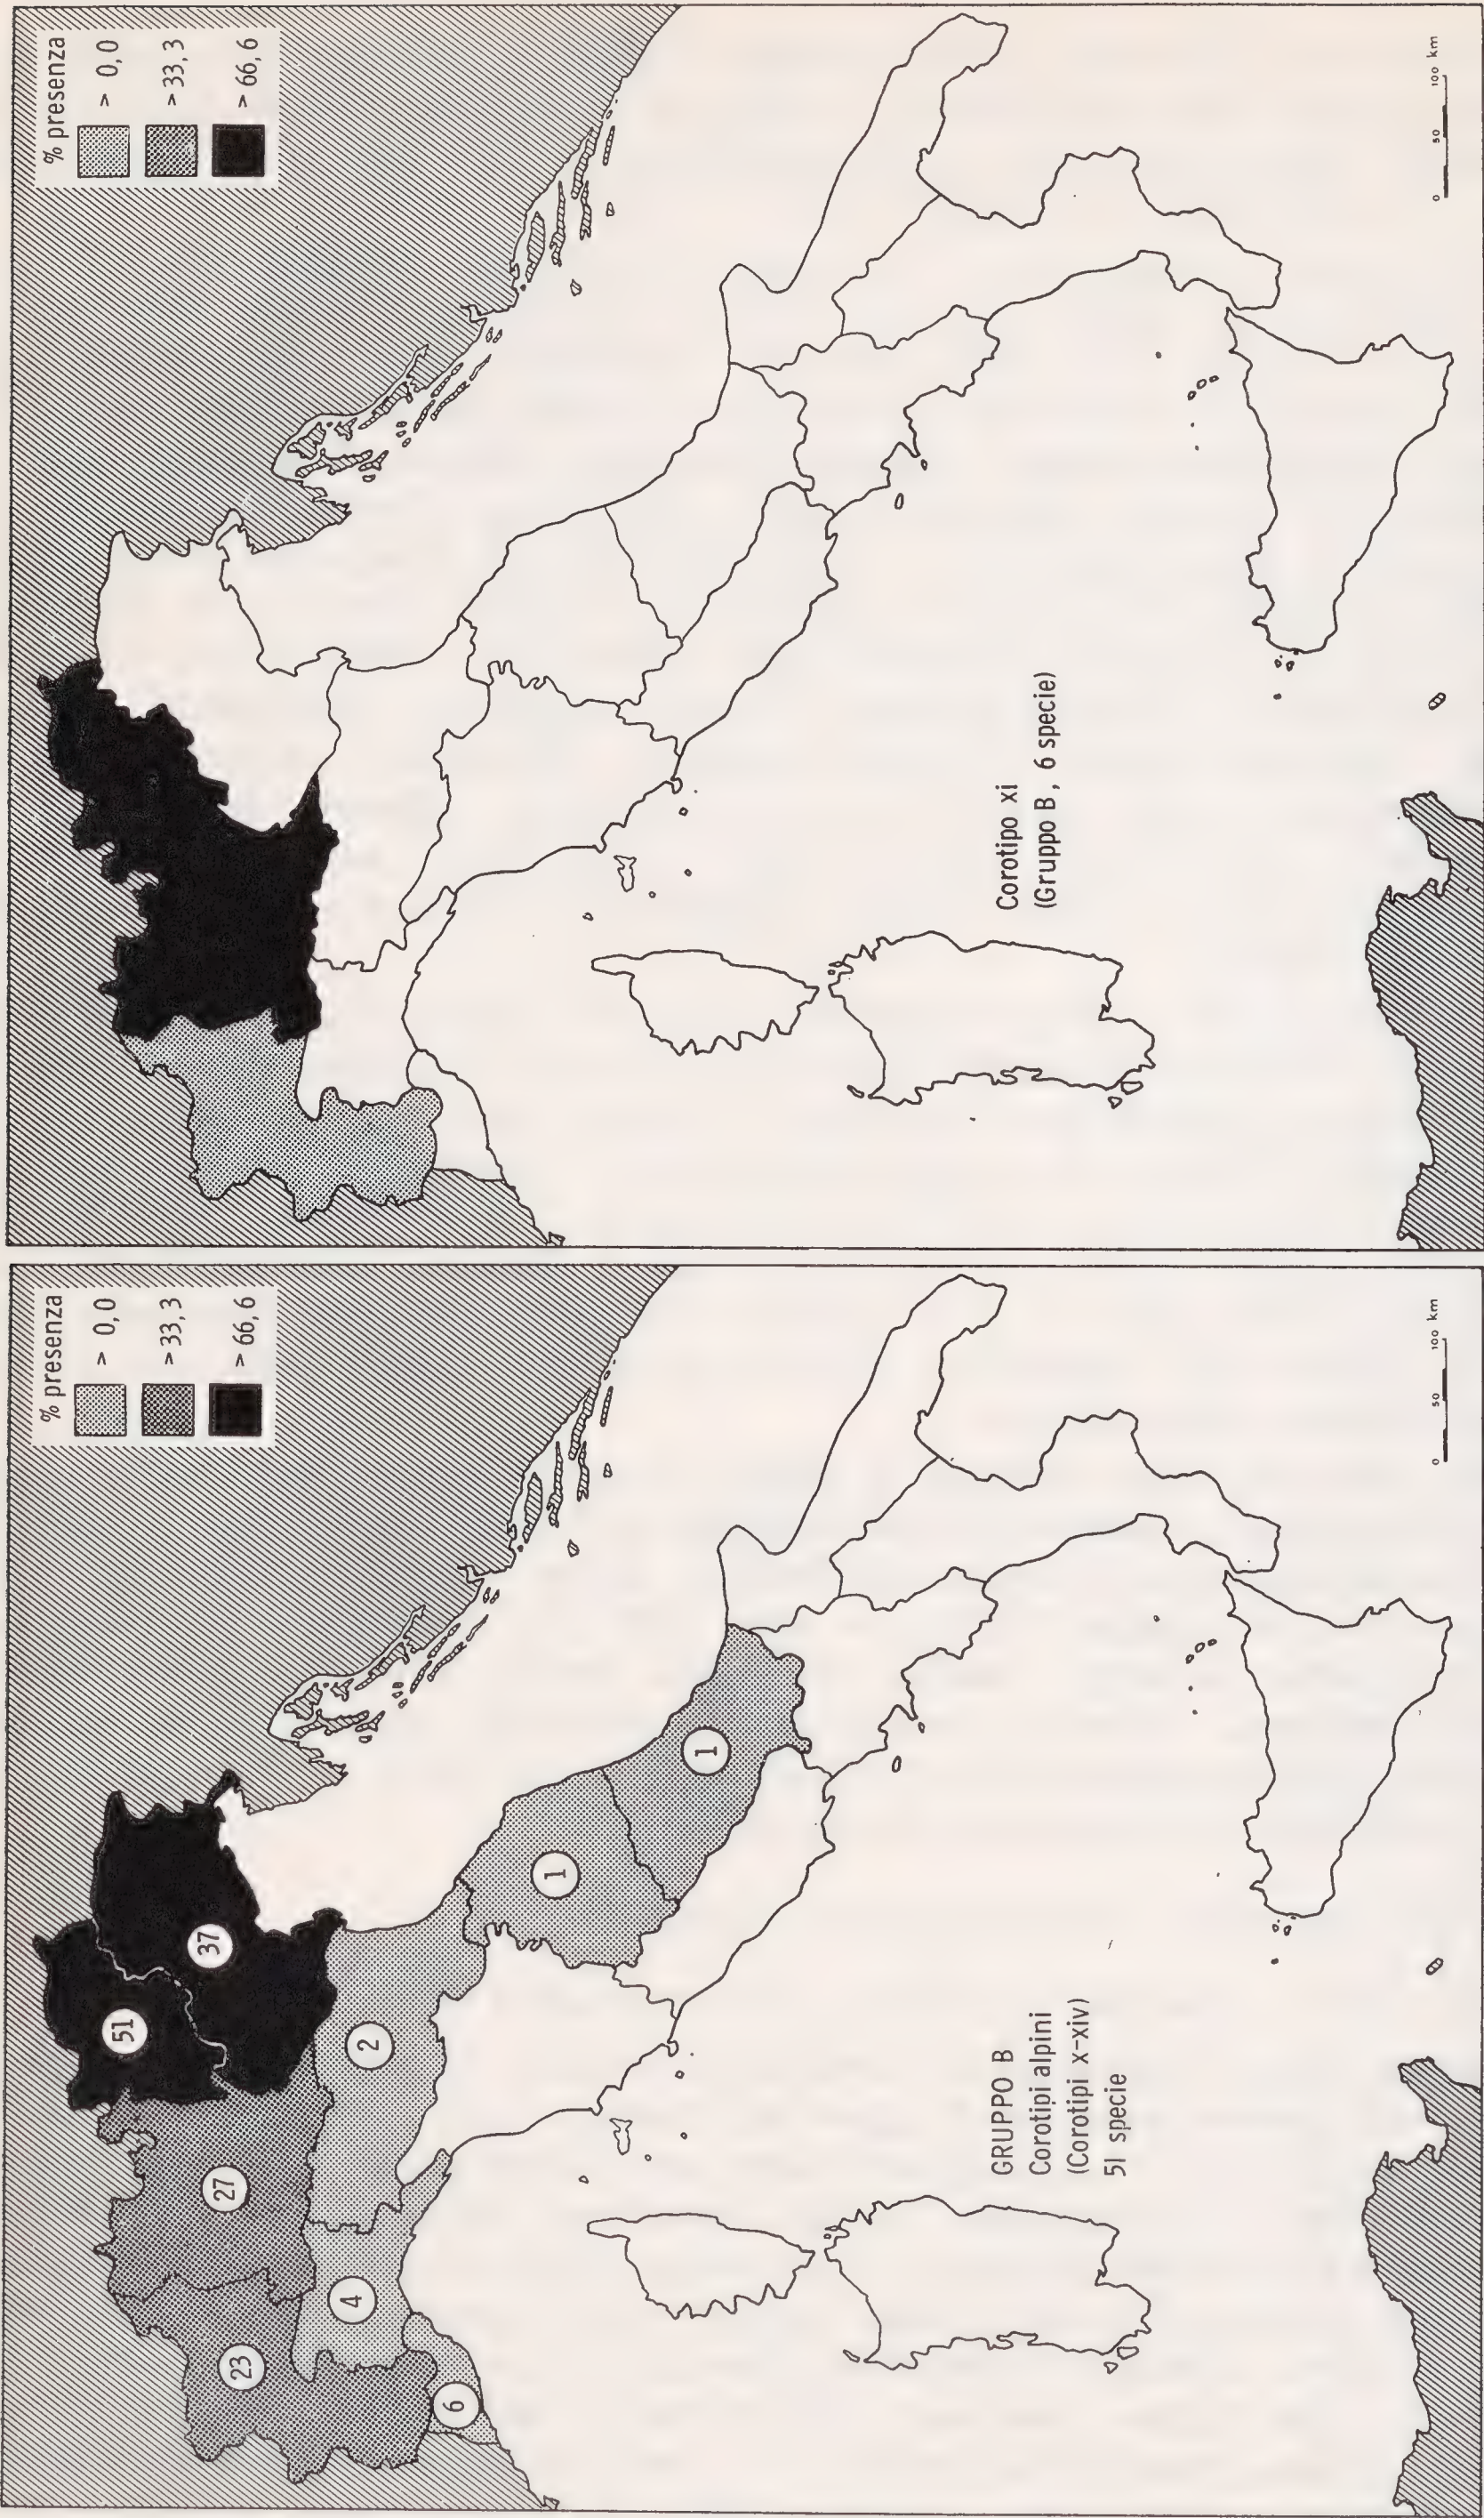 % presenza
> 0,0
> 33,3
> 66,6
51
37
27
23
2
4
6
1
1
GRUPPO B
Corotipi alpini
(Corotipi x-xiv)
51 specie
0 50 100 km
% presenza
> 0,0
> 33,3
> 66,6
Corotipo xi
(Gruppo B, 6 specie)
0 50 100 km